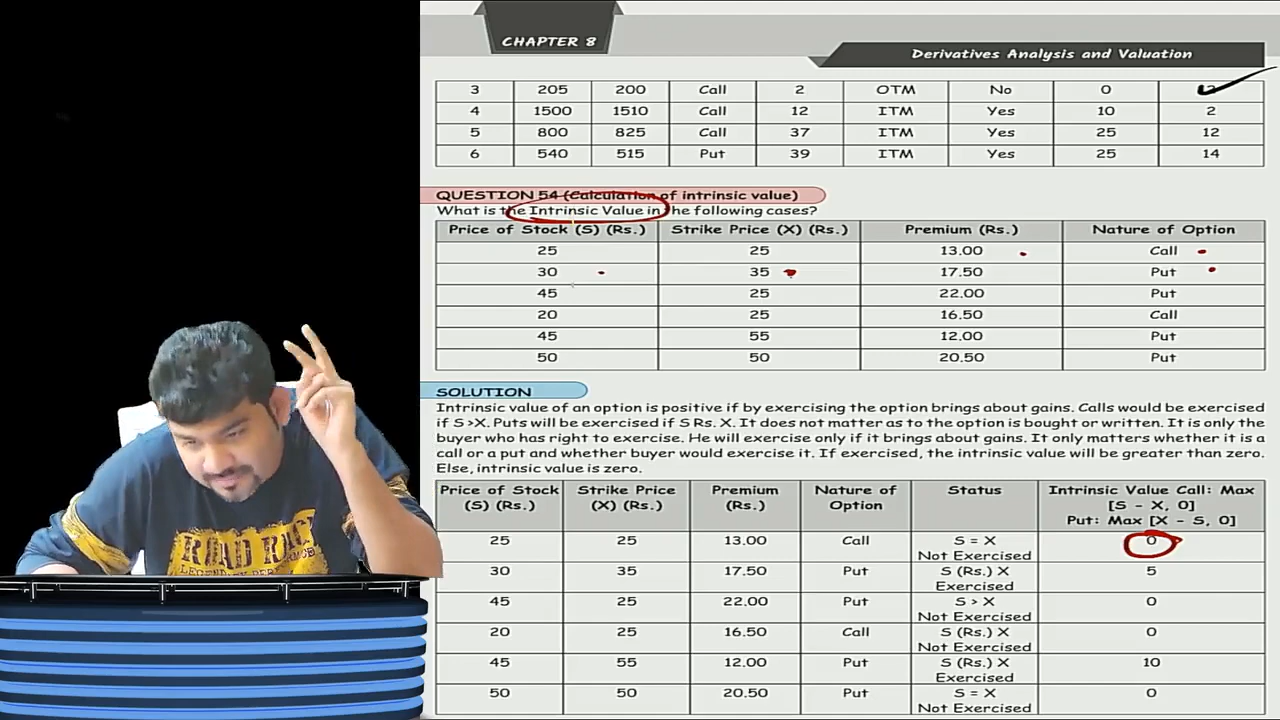 CHAPTER 8
Derivatives Analysis and Valuation
3 205 200 Call 2 OTM No 0
4 1500 1510 Call 12 ITM Yes 10 2
5 800 825 Call 37 ITM Yes 25 12
6 540 515 Put 39 ITM Yes 25 14
QUESTION 54 (Calculation of intrinsic value)
What is the Intrinsic Value in the following cases?
Price of Stock (S) (Rs.) Strike Price (X) (Rs.) Premium (Rs.) Nature of Option
25 25 13.00 Call
30 35 17.50 Put
45 25 22.00 Put
20 25 16.50 Call
45 55 12.00 Put
50 50 20.50 Put
SOLUTION
Intrinsic value of an option is positive if by exercising the option brings about gains. Calls would be exercised
if S >X. Puts will be exercised if S Rs. X. It does not matter as to the option is bought or written. It is only the
buyer who has right to exercise. He will exercise only if it brings about gains. It only matters whether it is a
call or a put and whether buyer would exercise it. If exercised, the intrinsic value will be greater than zero.
Else, intrinsic value is zero.
Price of Stock Strike Price Premium Nature of Status Intrinsic Value Call: Max
(S) (Rs.) (X) (Rs.) (Rs.) Option [S - X, 0]
Put: Max [X - S, 0]
25 25 13.00 Call S = X 0
Not Exercised
30 35 17.50 Put S (Rs.) X 5
Exercised
45 25 22.00 Put S > X 0
Not Exercised
20 25 16.50 Call S (Rs.) X 0
Not Exercised
45 55 12.00 Put S (Rs.) X 10
Exercised
50 50 20.50 Put S = X 0
Not Exercised
ROAD RACE